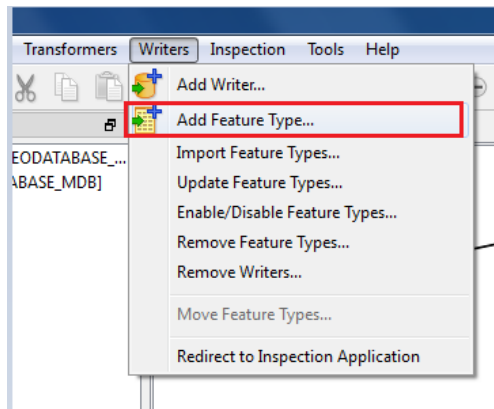 Transformers Writers Inspection Tools Help
Add Writer...
Add Feature Type...
EODATABASE_...
Import Feature Types...
ABASE_MDB]
Update Feature Types...
Enable/Disable Feature Types...
Remove Feature Types...
Remove Writers...
Move Feature Types...
Redirect to Inspection Application